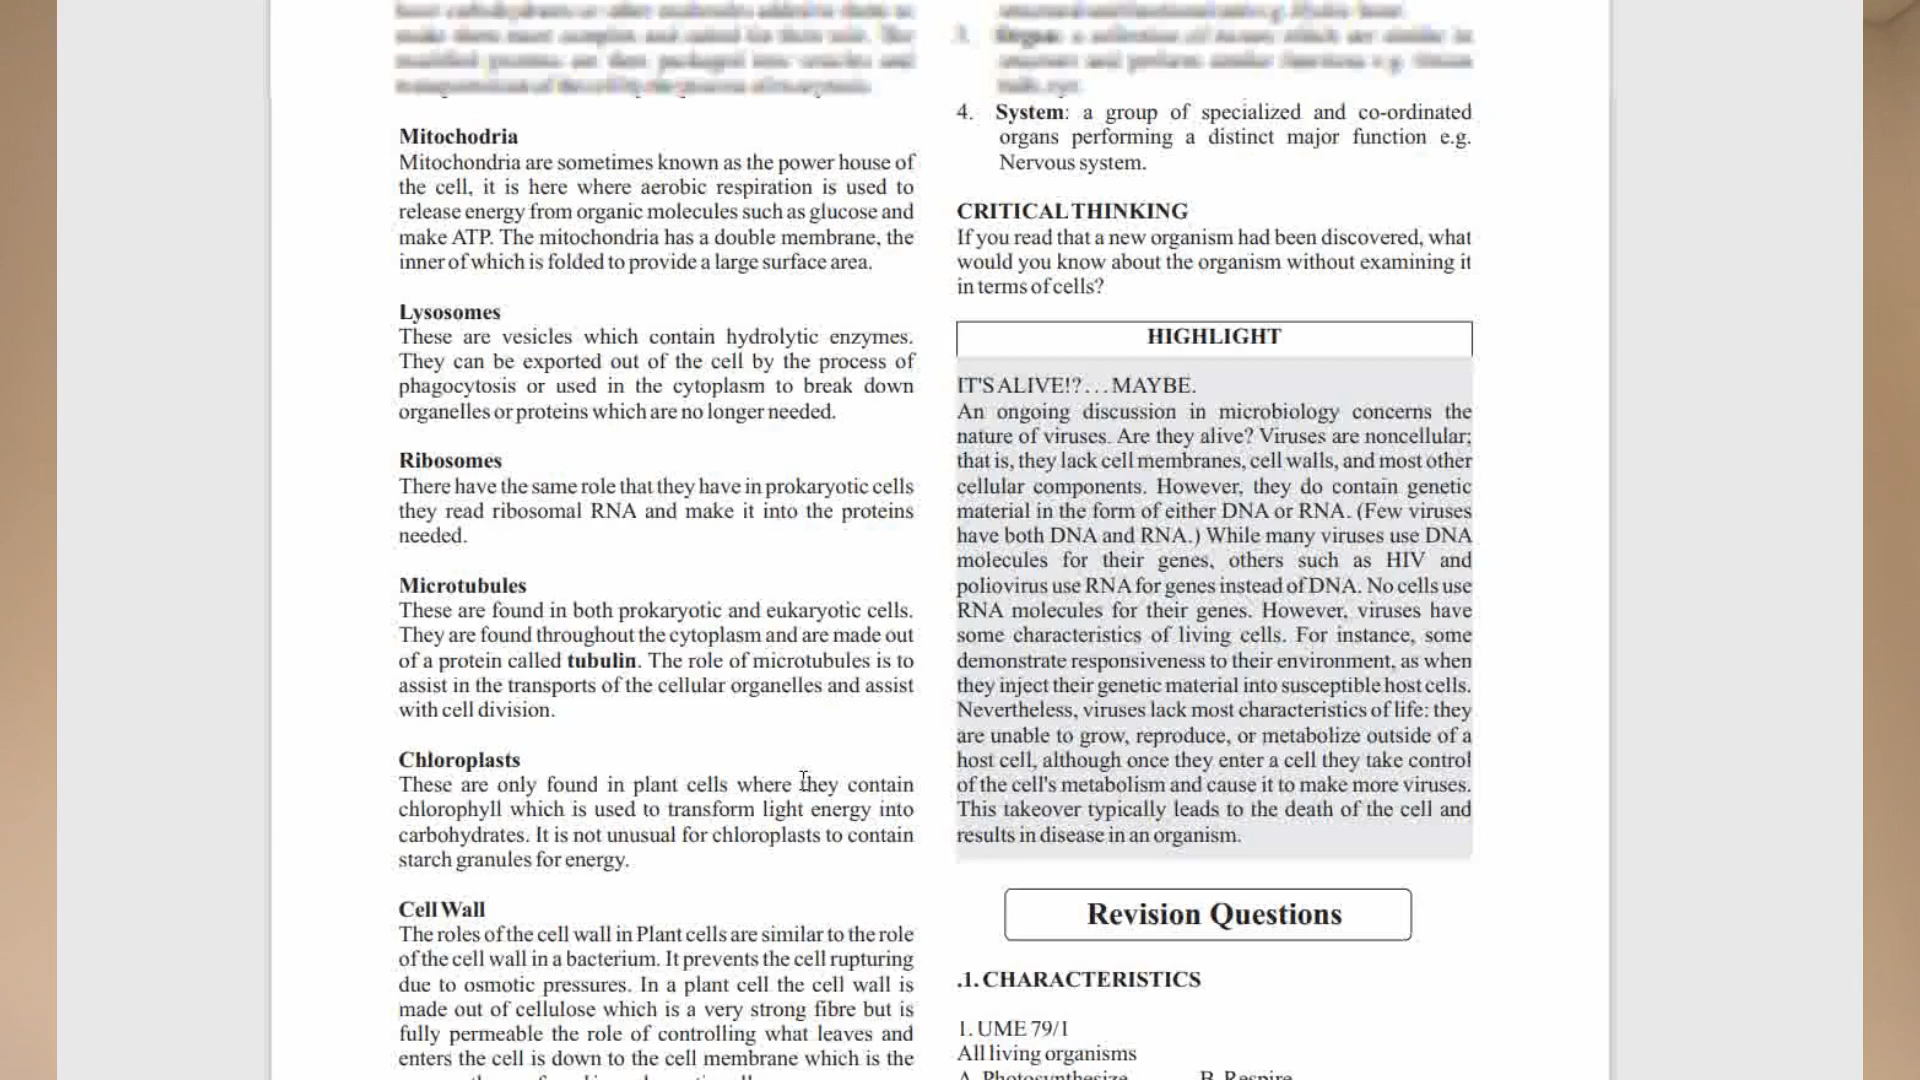 Mitochodria
Mitochondria are sometimes known as the power house of
the cell, it is here where aerobic respiration is used to
release energy from organic molecules such as glucose and
make ATP. The mitochondria has a double membrane, the
inner of which is folded to provide a large surface area.
Lysosomes
These are vesicles which contain hydrolytic enzymes.
They can be exported out of the cell by the process of
phagocytosis or used in the cytoplasm to break down
organelles or proteins which are no longer needed.
Ribosomes
There have the same role that they have in prokaryotic cells
they read ribosomal RNA and make it into the proteins
needed.
Microtubules
These are found in both prokaryotic and eukaryotic cells.
They are found throughout the cytoplasm and are made out
of a protein called tubulin. The role of microtubules is to
assist in the transports of the cellular organelles and assist
with cell division.
Chloroplasts
These are only found in plant cells where they contain
chlorophyll which is used to transform light energy into
carbohydrates. It is not unusual for chloroplasts to contain
starch granules for energy.
Cell Wall
The roles of the cell wall in Plant cells are similar to the role
of the cell wall in a bacterium. It prevents the cell rupturing
due to osmotic pressures. In a plant cell the cell wall is
made out of cellulose which is a very strong fibre but is
fully permeable the role of controlling what leaves and
enters the cell is down to the cell membrane which is the
4. System: a group of specialized and co-ordinated
organs performing a distinct major function e.g.
Nervous system.
CRITICAL THINKING
If you read that a new organism had been discovered, what
would you know about the organism without examining it
in terms of cells?
HIGHLIGHT
IT'S ALIVE!? . . . MAYBE.
An ongoing discussion in microbiology concerns the
nature of viruses. Are they alive? Viruses are noncellular;
that is, they lack cell membranes, cell walls, and most other
cellular components. However, they do contain genetic
material in the form of either DNA or RNA. (Few viruses
have both DNA and RNA.) While many viruses use DNA
molecules for their genes, others such as HIV and
poliovirus use RNA for genes instead of DNA. No cells use
RNA molecules for their genes. However, viruses have
some characteristics of living cells. For instance, some
demonstrate responsiveness to their environment, as when
they inject their genetic material into susceptible host cells.
Nevertheless, viruses lack most characteristics of life: they
are unable to grow, reproduce, or metabolize outside of a
host cell, although once they enter a cell they take control
of the cell's metabolism and cause it to make more viruses.
This takeover typically leads to the death of the cell and
results in disease in an organism.
Revision Questions
.1. CHARACTERISTICS
1. UME 79/1
All living organisms
A. Photosynthesize B. Respire